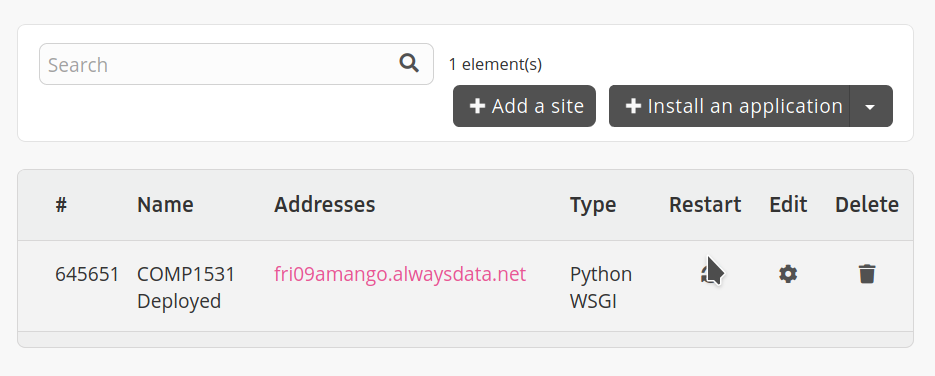 Search
1 element(s)
Add a site
Install an application
# Name Addresses Type Restart Edit Delete
645651 COMP1531 fri09amango.alwaysdata.net Python
Deployed WSGI